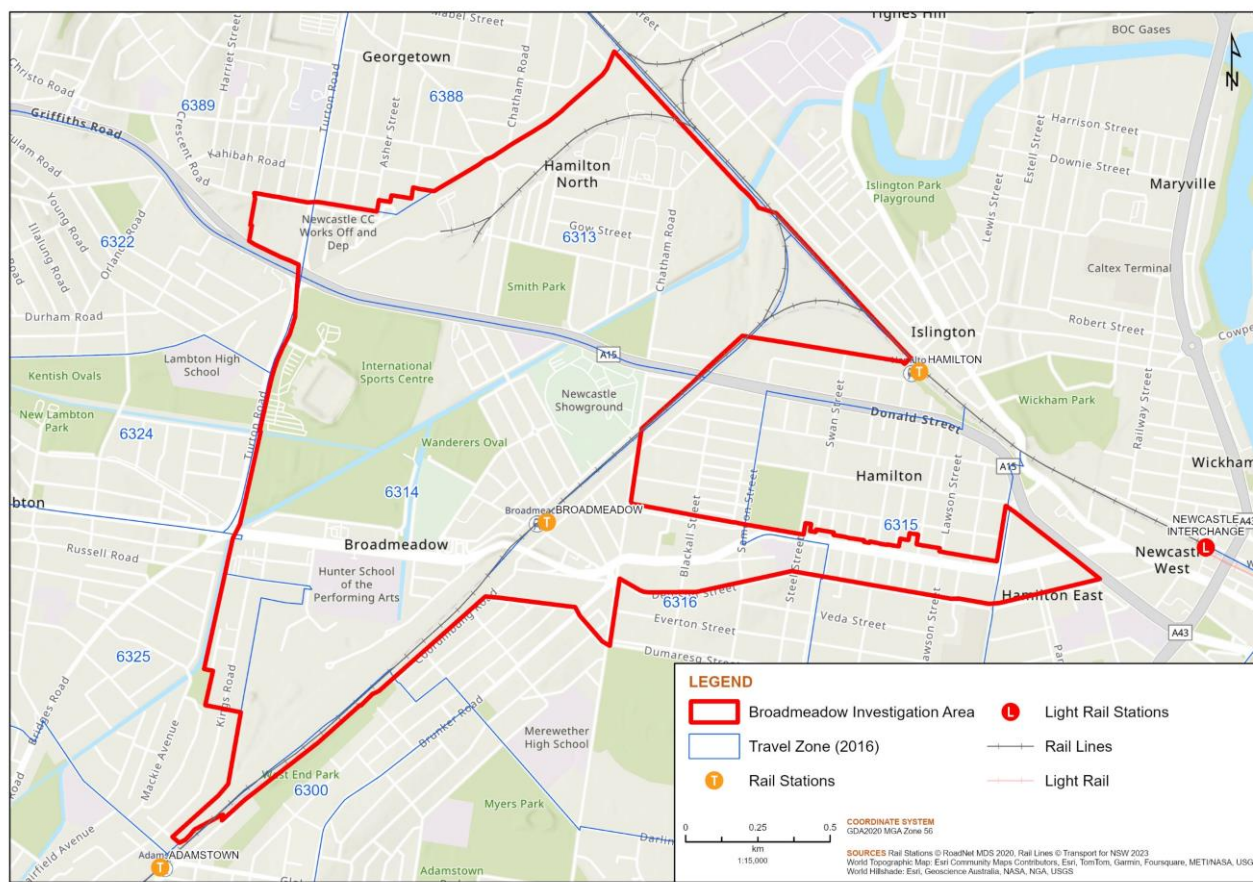 Mabel Street
Tighes Hill
BOC Gases
N
Georgetown
Harriet Street
Christo Road
6389
6388
Turton Road
Chatham Road
Griffiths Road
Crescent Road
Asher Street
Kahibah Road
Hamilton
North
Harrison Street
Estell Street
Downie Street
Maryville
Islington Park
Playground
Lewis Street
Young Road
Illalung Road
Orlando Road
6322
Newcastle CC
Works Off and
Dep
Gow Street
6313
Chatham Road
Caltex Terminal
Smith Park
Durham Road
Robert Street
Islington
Lambton High
School
International
Sports Centre
A15
HAMILTON
Kentish Ovals
Newcastle
Showground
Wickham Park
Railway Street
New Lambton
Park
Turton Road
Swan Street
Donald Street
6324
Wanderers Oval
Hamilton
A15
Wickham
6314
Lawson Street
Broadmeadow
BROADMEADOW
Blackall Street
Samson Street
6315
NEWCASTLE
INTERCHANGE
Russell Road
Hunter School
of the
Performing Arts
Steel Street
Newcastle
West
6316
Hamilton East
Everton Street
Veda Street
Lawson Street
A43
6325
Dumaresq Street
Kings Road
Bridges Road
Mackie Avenue
Brunker Road
Merewether
High School
West End Park
6300
Myers Park
ADAMSTOWN
Adamstown
LEGEND
Broadmeadow Investigation Area
Light Rail Stations
Travel Zone (2016)
Rail Lines
Rail Stations
Light Rail
L
T
0 0.25 0.5
km
1:15,000
COORDINATE SYSTEM
GDA2020 MGA Zone 56
SOURCES Rail Stations © RoadNet MDS 2020, Rail Lines © Transport for NSW 2023
World Topographic Map: Esri Community Maps Contributors, Esri, TomTom, Garmin, Foursquare, METI/NASA, USG
World Hillshade: Esri, Geoscience Australia, NASA, NGA, USGS